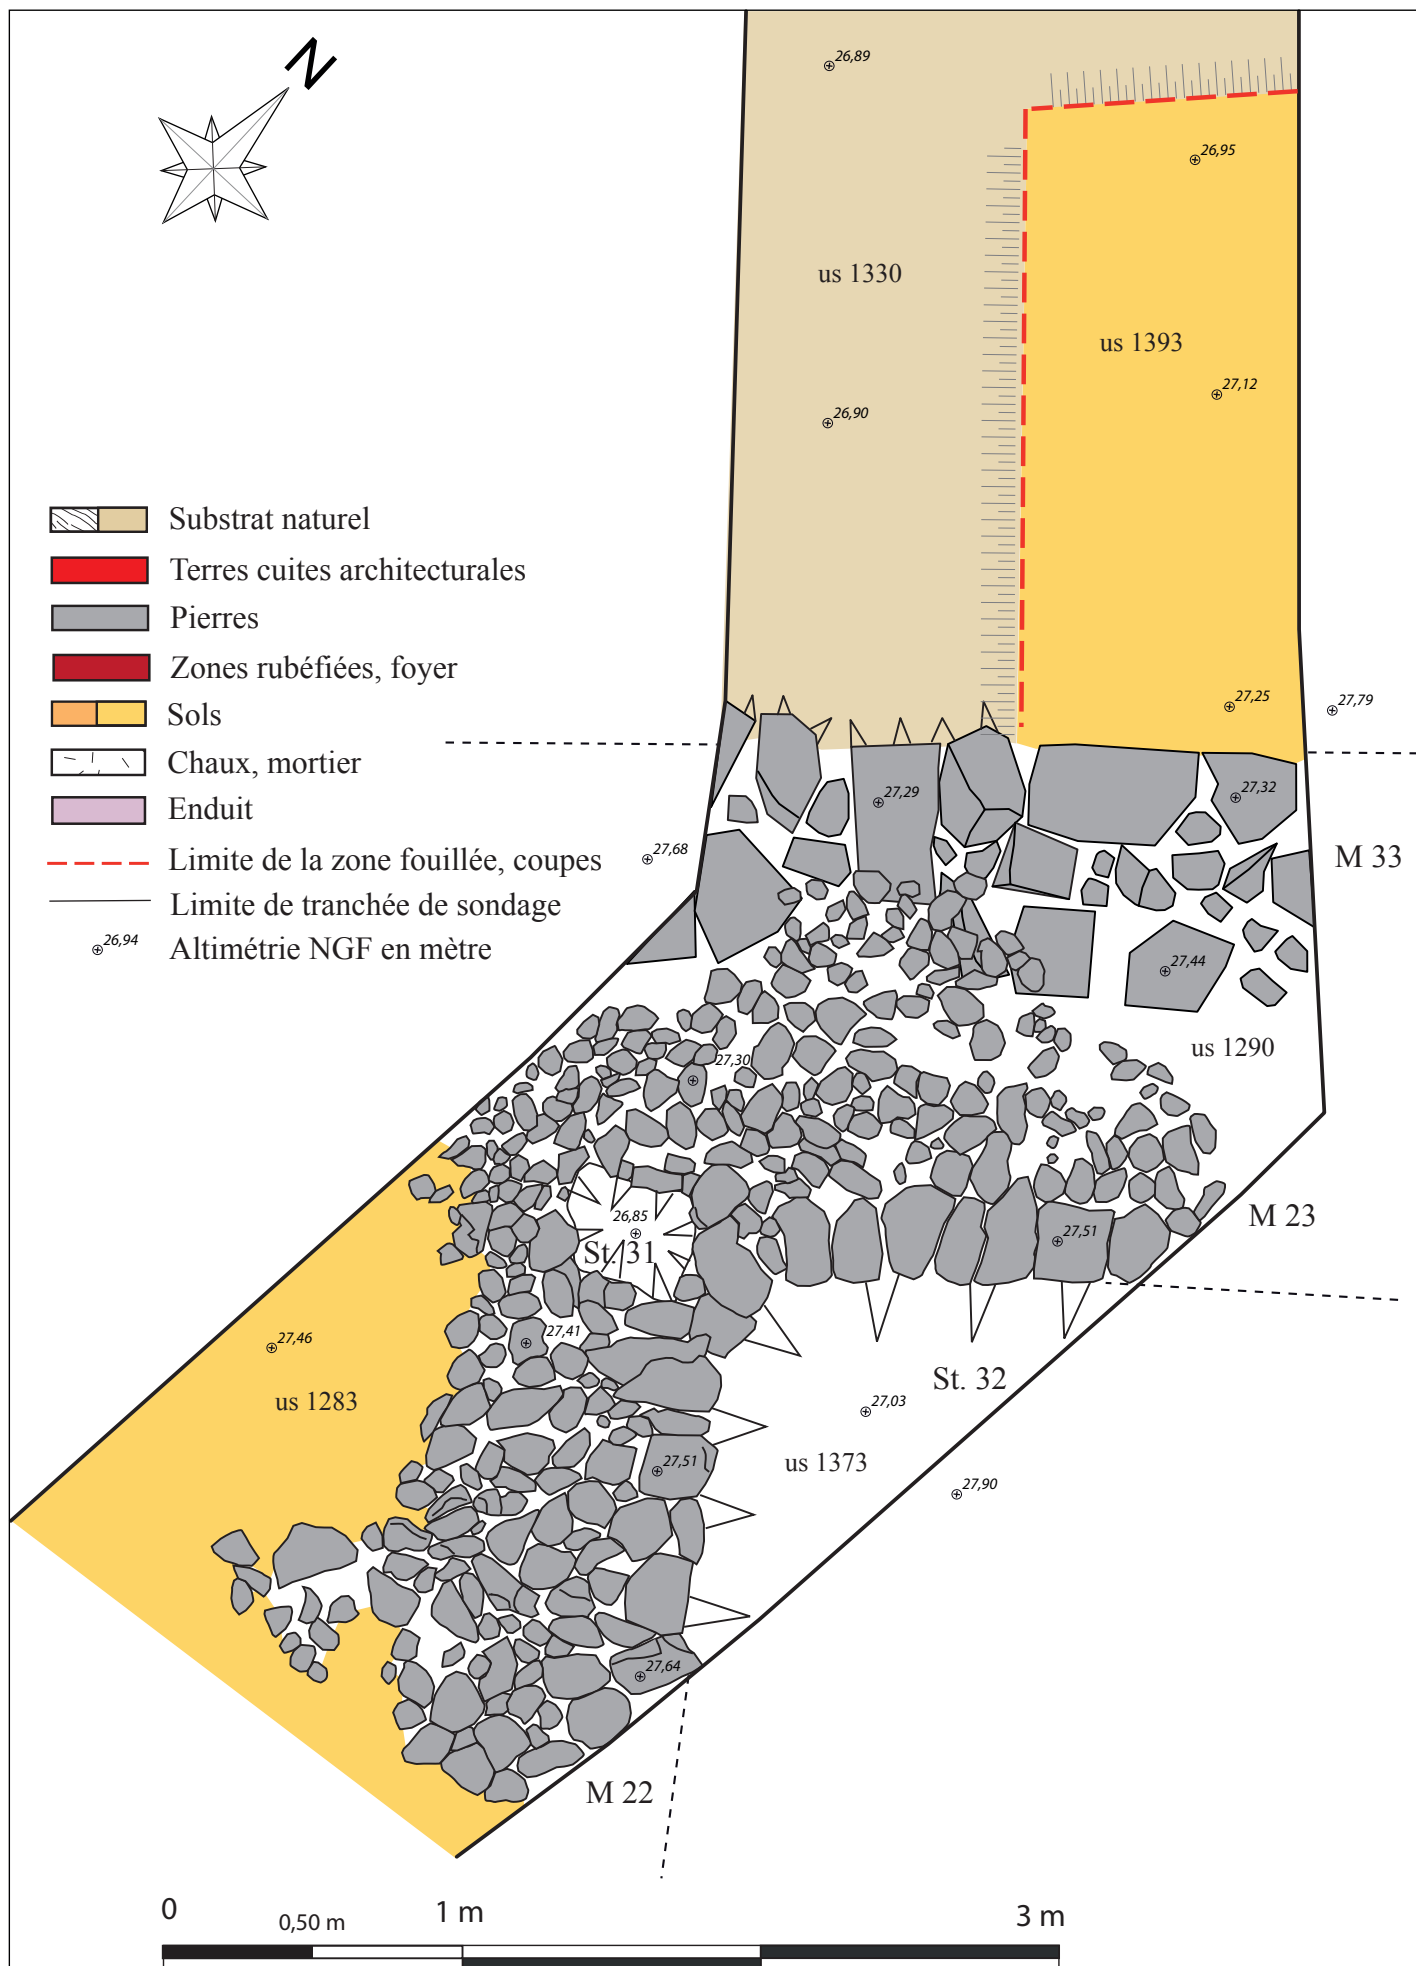 N
26,89
26,95
us 1330
us 1393
27,12
26,90
Substrat naturel
Terres cuites architecturales
Pierres
Zones rubéfiées, foyer
Sols
27,25
27,79
Chaux, mortier
27,29
27,32
Enduit
27,68
M 33
Limite de la zone fouillée, coupes
Limite de tranchée de sondage
26,94
Altimétrie NGF en mètre
27,44
us 1290
27,30
M 23
26,85
St. 31
27,51
27,46
27,41
us 1283
St. 32
27,03
us 1373
27,51
27,90
27,64
M 22
0
0,50 m
1 m
3 m